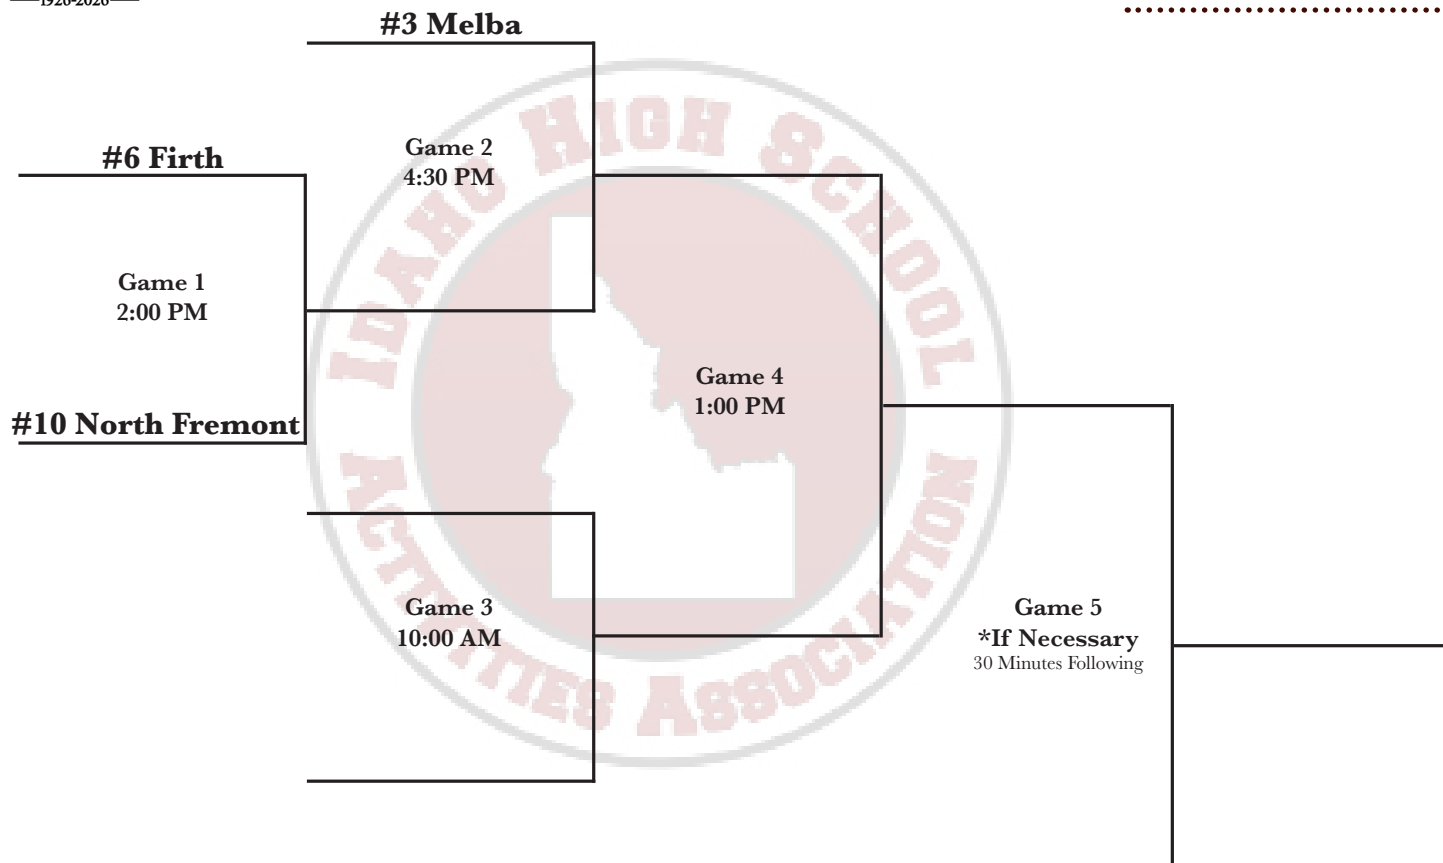 1926-2026
#3 Melba
Game 2
4:30 PM
#6 Firth
Game 1
2:00 PM
#10 North Fremont
Game 4
1:00 PM
Game 3
10:00 AM
Game 5
*If Necessary
30 Minutes Following
IDAHO HIGH SCHOOL
ACTIVITIES ASSOCIATION